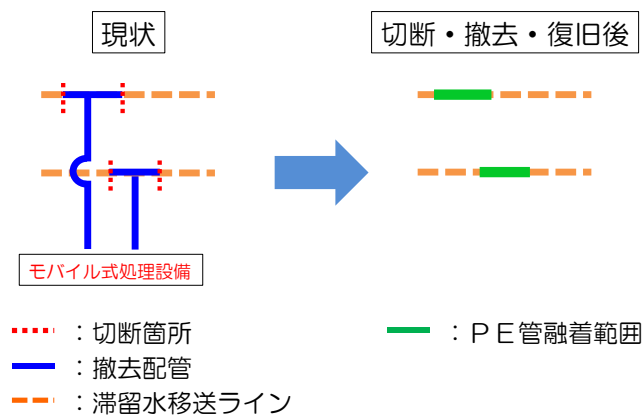 現状
切断・撤去・復旧後
モバイル式処理設備
：切断箇所
：撤去配管
：滞留水移送ライン
：ＰＥ管融着範囲